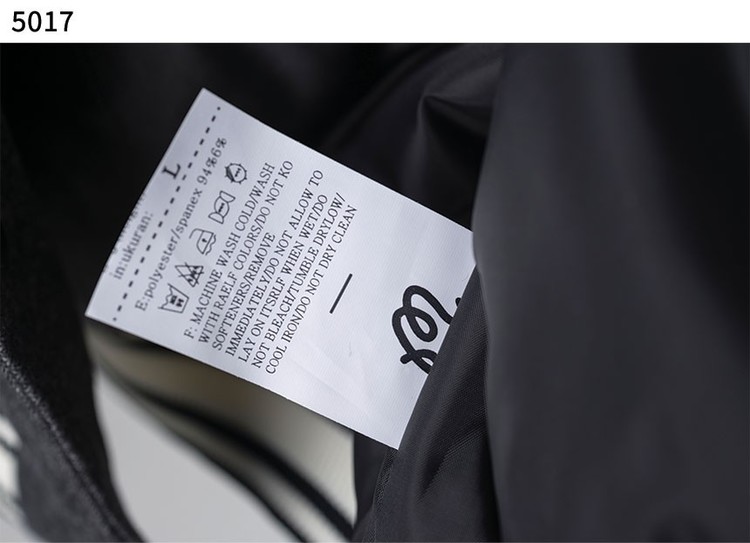 5017
L
in:ukuran:
E:polyester/spanex 94%6%
F: MACHINE WASH COLD/WASH
WITH RAELF COLORS/DO NOT KO
SOFTENERS/REMOVE
IMMEDIATELY/DO NOT ALLOW TO
LAY ON ITSRLF WHEN WET/DO
NOT BLEACH/TUMBLE DRYLOW/
COOL IRON/DO NOT DRY CLEAN